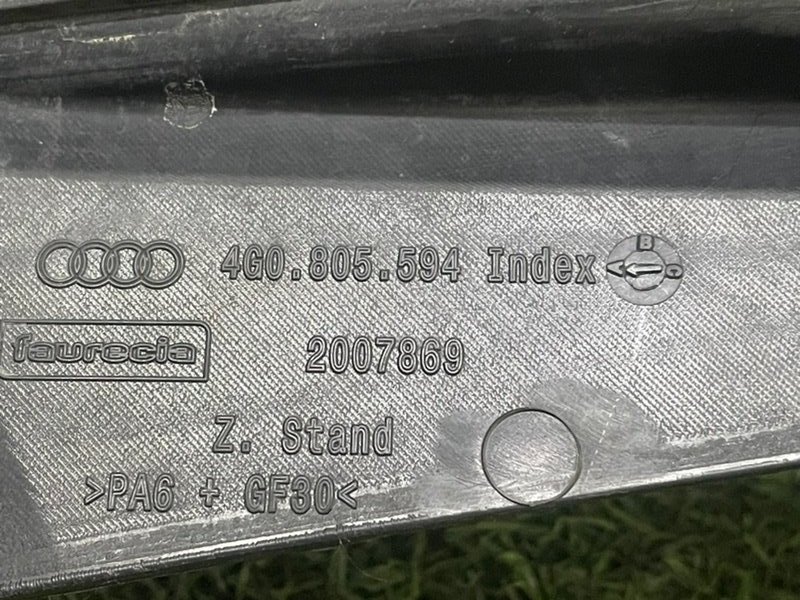 4G0.805.594 Index
A B C
faurecia
2007869
Z. Stand
>PA6 + GF30<